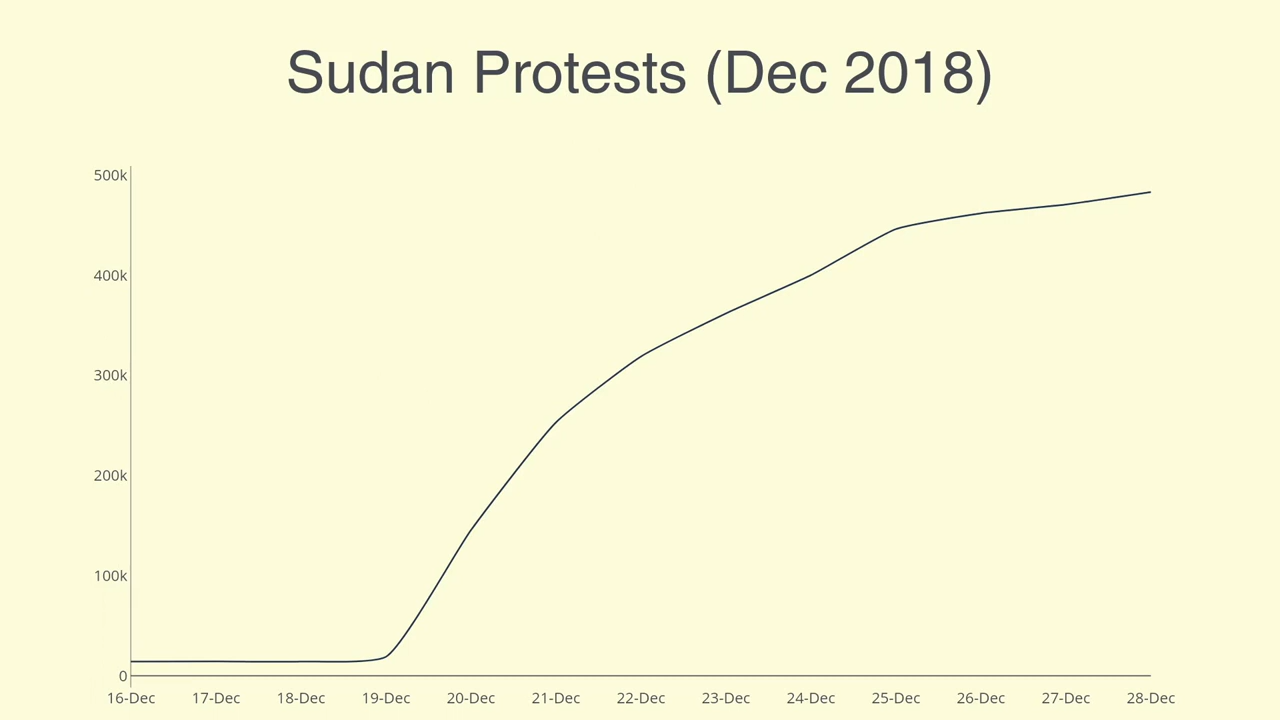 Sudan Protests (Dec 2018)
500k
400k
300k
200k
100k
0
16-Dec 17-Dec 18-Dec 19-Dec 20-Dec 21-Dec 22-Dec 23-Dec 24-Dec 25-Dec 26-Dec 27-Dec 28-Dec